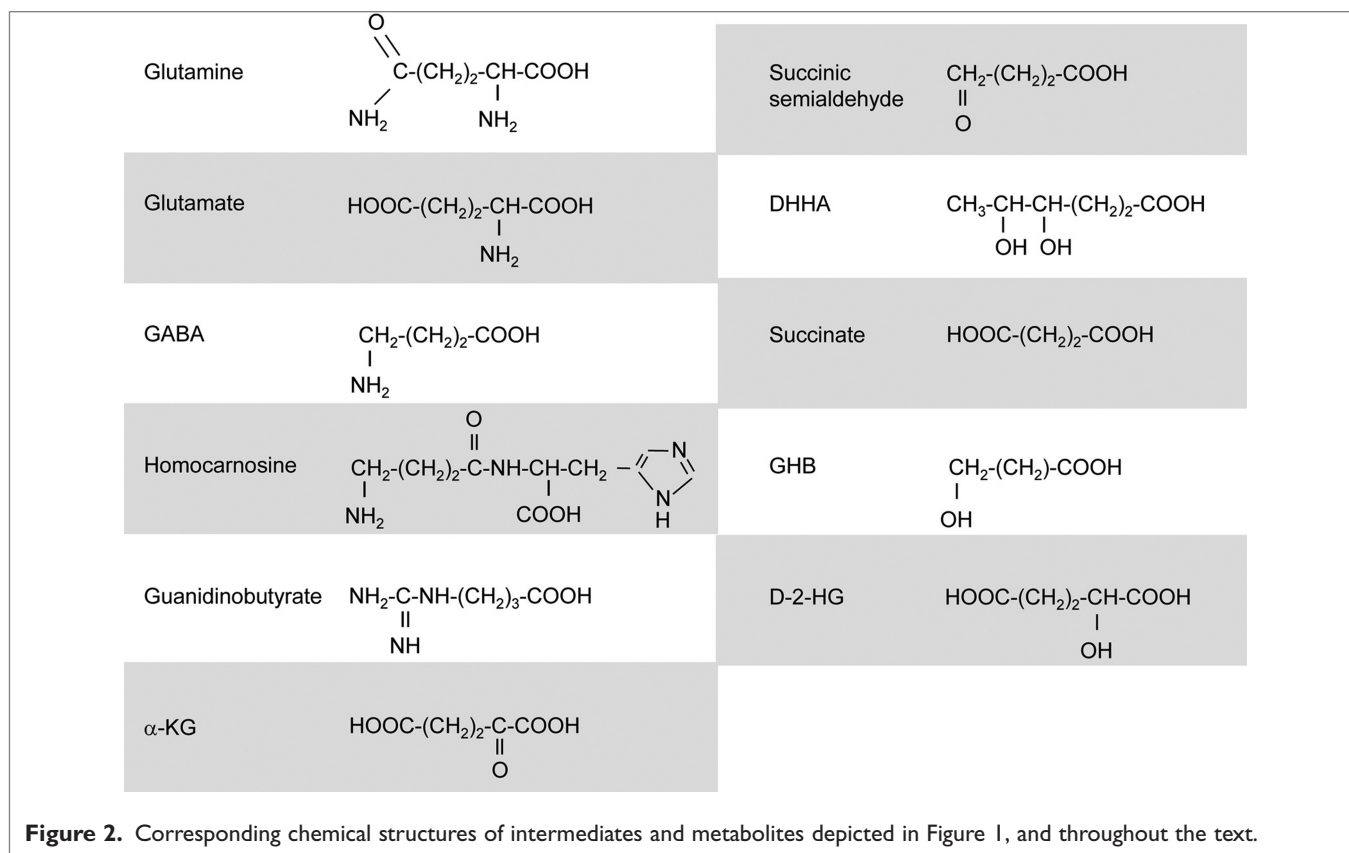 Glutamine
O
C-(CH₂)₂-CH-COOH
NH₂ NH₂
Glutamate
HOOC-(CH₂)₂-CH-COOH
NH₂
GABA
CH₂-(CH₂)₂-COOH
NH₂
Homocarnosine
O
CH₂-(CH₂)₂-C-NH-CH-CH₂
N
NH₂
COOH
N
H
Guanidinobutyrate
NH₂-C-NH-(CH₂)₃-COOH
NH
α-KG
HOOC-(CH₂)₂-C-COOH
O
Succinic
semialdehyde
CH₂-(CH₂)₂-COOH
O
DHHA
CH₃-CH-CH-(CH₂)₂-COOH
OH OH
Succinate
HOOC-(CH₂)₂-COOH
GHB
CH₂-(CH₂)-COOH
OH
D-2-HG
HOOC-(CH₂)₂-CH-COOH
OH
Figure 2. Corresponding chemical structures of intermediates and metabolites depicted in Figure 1, and throughout the text.